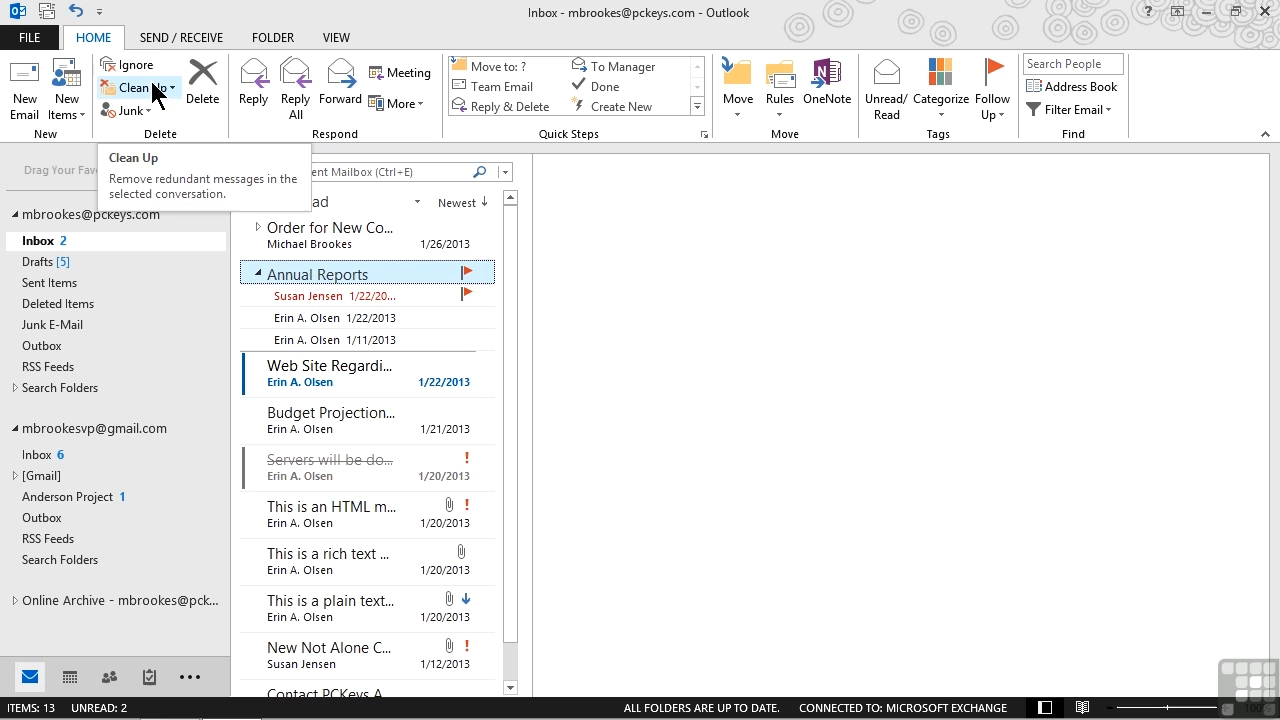 Inbox - mbrookes@pckeys.com - Outlook
FILE HOME SEND / RECEIVE FOLDER VIEW
New Email
New Items
Ignore
Clean Up
Junk
Delete
Reply
Reply All
Forward
Meeting
More
Move to: ?
Team Email
Reply & Delete
To Manager
Done
Create New
Move
Rules
OneNote
Unread/ Read
Categorize
Follow Up
Search People
Address Book
Filter Email
New Delete Respond Quick Steps Move Tags Find
Clean Up
Remove redundant messages in the
selected conversation.
Drag Your
mbrookes@pckeys.com
Inbox 2
Drafts [5]
Sent Items
Deleted Items
Junk E-Mail
Outbox
RSS Feeds
Search Folders
mbrookesvp@gmail.com
Inbox 6
[Gmail]
Anderson Project 1
Outbox
RSS Feeds
Search Folders
Online Archive - mbrookes@pck...
Mailbox (Ctrl+E)
Newest
Order for New Co...
Michael Brookes 1/26/2013
Annual Reports
Susan Jensen 1/22/20...
Erin A. Olsen 1/22/2013
Erin A. Olsen 1/11/2013
Web Site Regardi...
Erin A. Olsen 1/22/2013
Budget Projection...
Erin A. Olsen 1/21/2013
Servers will be do...
Erin A. Olsen 1/20/2013
This is an HTML m...
Erin A. Olsen 1/20/2013
This is a rich text ...
Erin A. Olsen 1/20/2013
This is a plain text...
Erin A. Olsen 1/20/2013
New Not Alone C...
Susan Jensen 1/12/2013
Contact PCKeys A
ITEMS: 13 UNREAD: 2 ALL FOLDERS ARE UP TO DATE. CONNECTED TO: MICROSOFT EXCHANGE